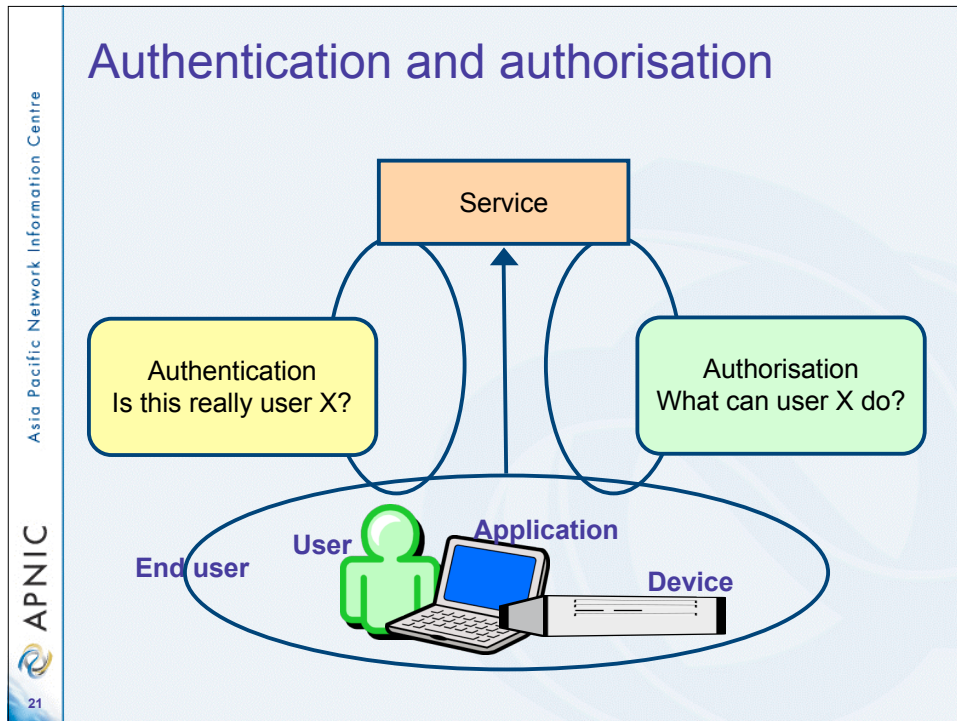 Authentication and authorisation
Service
Authentication
Is this really user X?
Authorisation
What can user X do?
User
Application
End user
Device
Asia Pacific Network Information Centre
APNIC
21